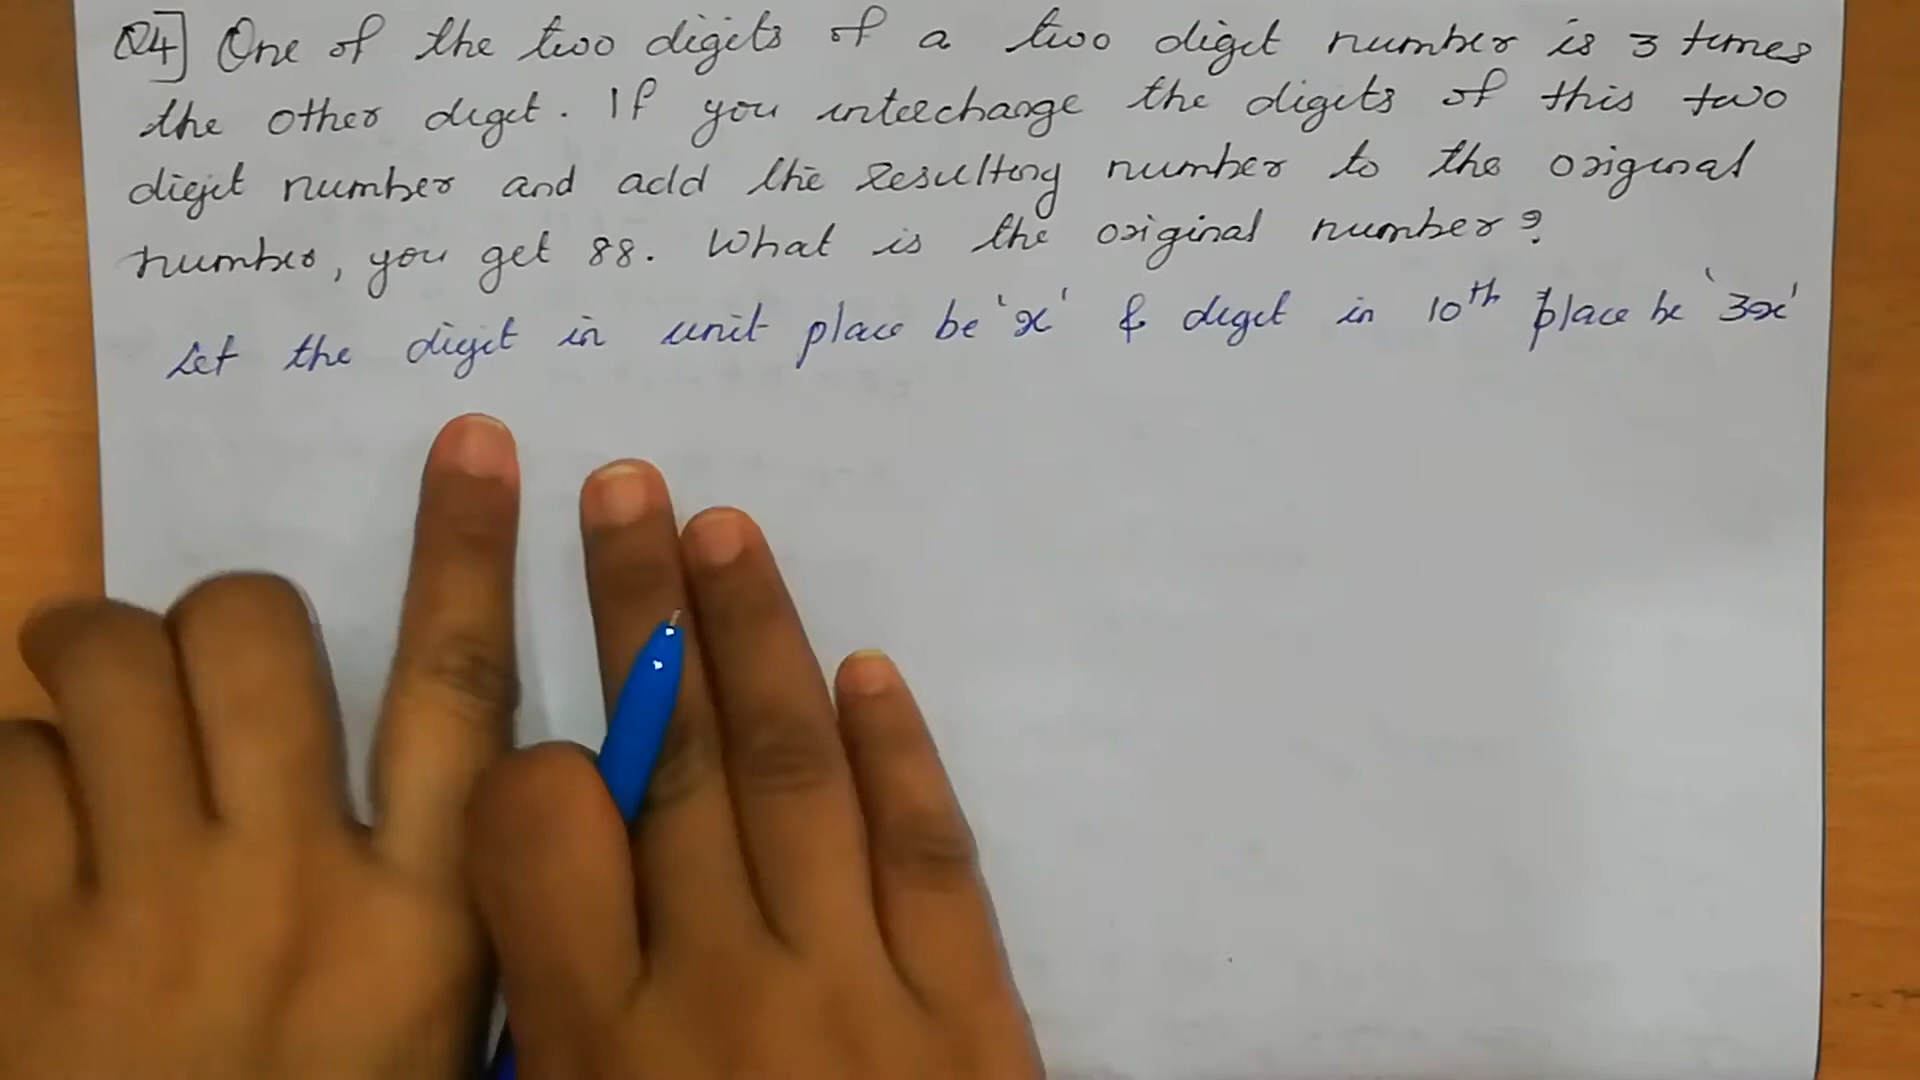 Q4] One of the two digits of a two digit number is 3 times
the other digit. If you interchange the digits of this two
digit number and add the resulting number to the original
number, you get 88. What is the original number?
Let the digit in unit place be 'x' & digit in 10th place be '3x'